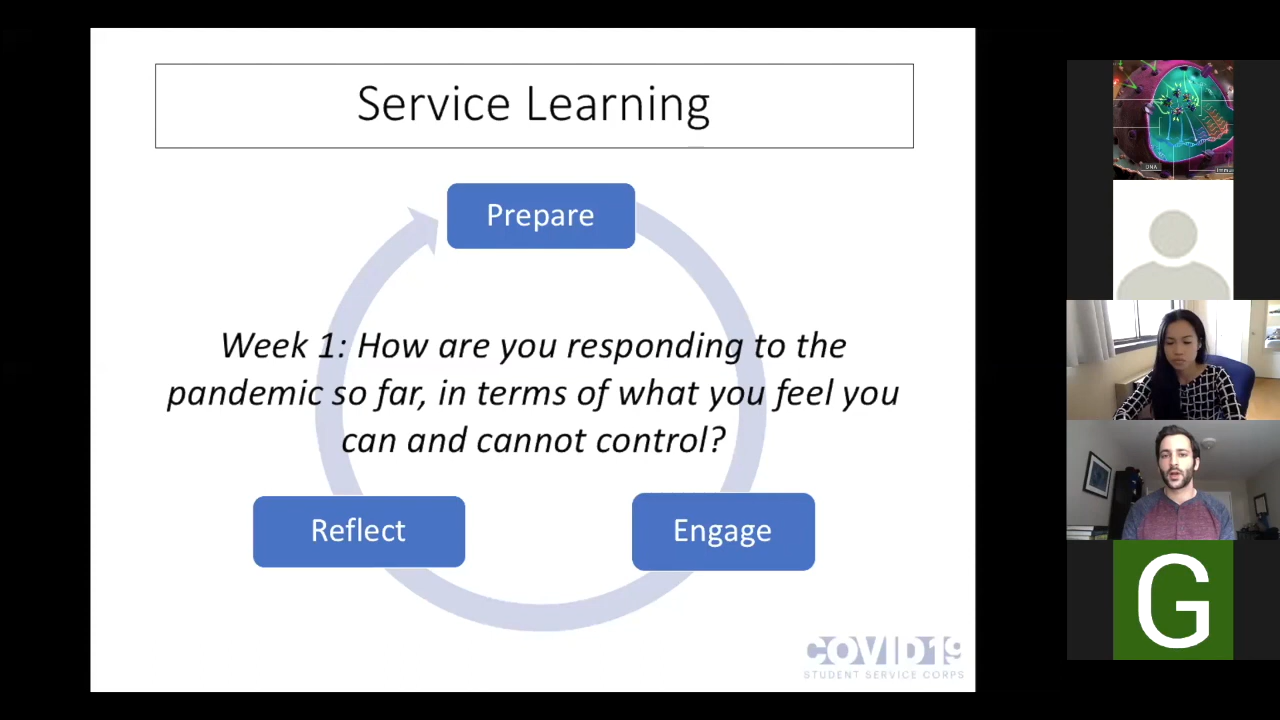 Service Learning
Prepare
Week 1: How are you responding to the
pandemic so far, in terms of what you feel you
can and cannot control?
Reflect
Engage
COVID19
STUDENT SERVICE CORPS
DNA
G